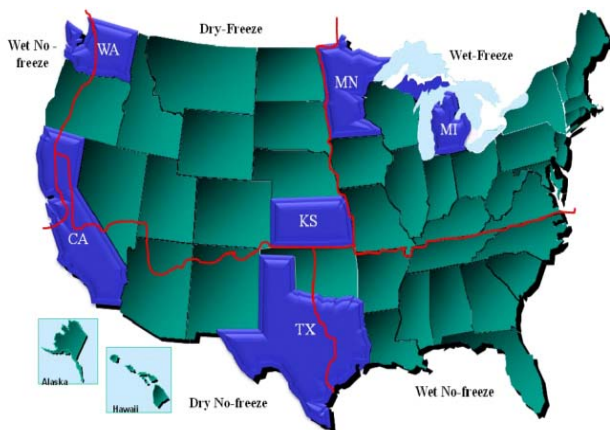 Dry-Freeze
Wet No -
freeze
Wet-Freeze
WA
MN
MI
KS
CA
TX
Alaska
Hawaii
Dry No-freeze
Wet No-freeze